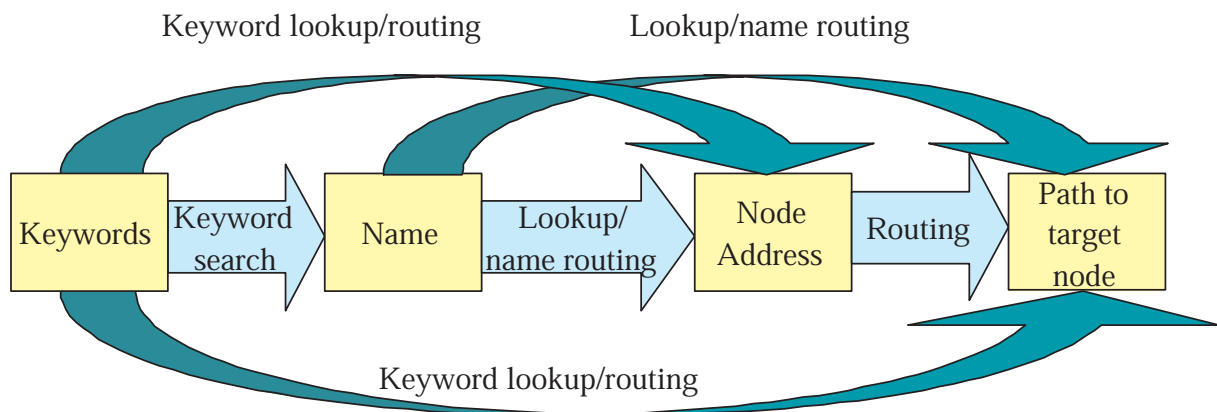 Keyword lookup/routing
Lookup/name routing
Keywords
Keyword
search
Name
Lookup/
name routing
Node
Address
Routing
Path to
target
node
Keyword lookup/routing